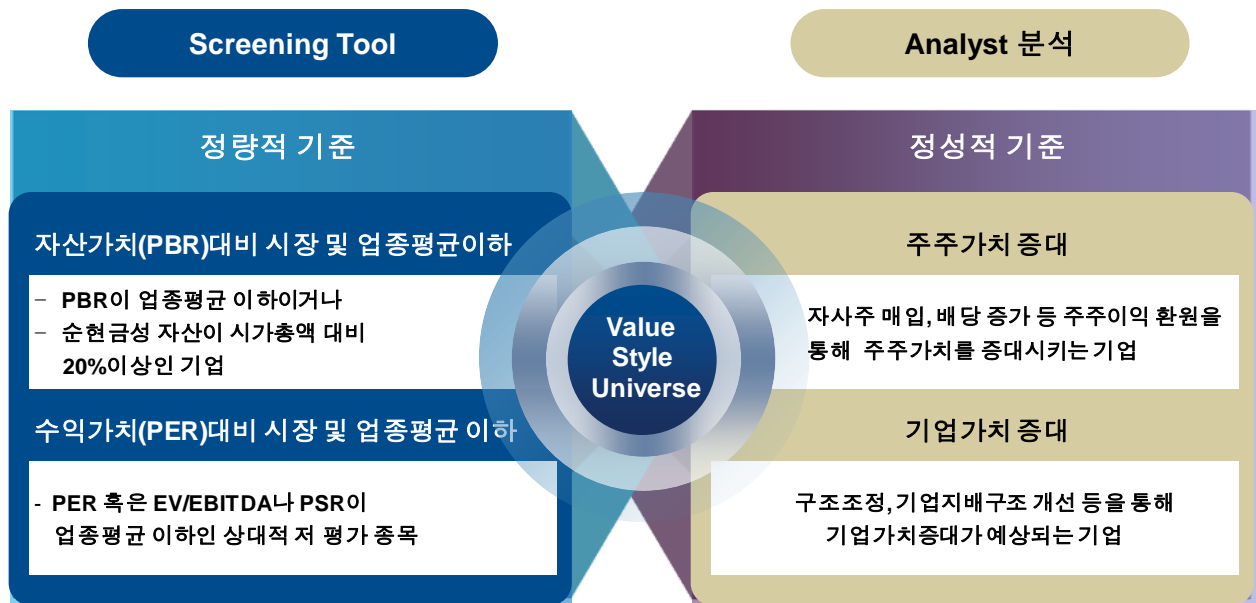 Screening Tool
정량적 기준
자산가치(PBR)대비 시장 및 업종평균이하
– PBR이 업종평균 이하이거나
– 순현금성 자산이 시가총액 대비
20%이상인 기업
수익가치(PER)대비 시장 및 업종평균 이하
- PER 혹은 EV/EBITDA나 PSR이
업종평균 이하인 상대적 저 평가 종목
Value
Style
Universe
Analyst 분석
정성적 기준
주주가치 증대
자사주 매입, 배당 증가 등 주주이익 환원을
통해 주주가치를 증대시키는 기업
기업가치 증대
구조조정, 기업지배구조 개선 등을 통해
기업가치증대가 예상되는 기업